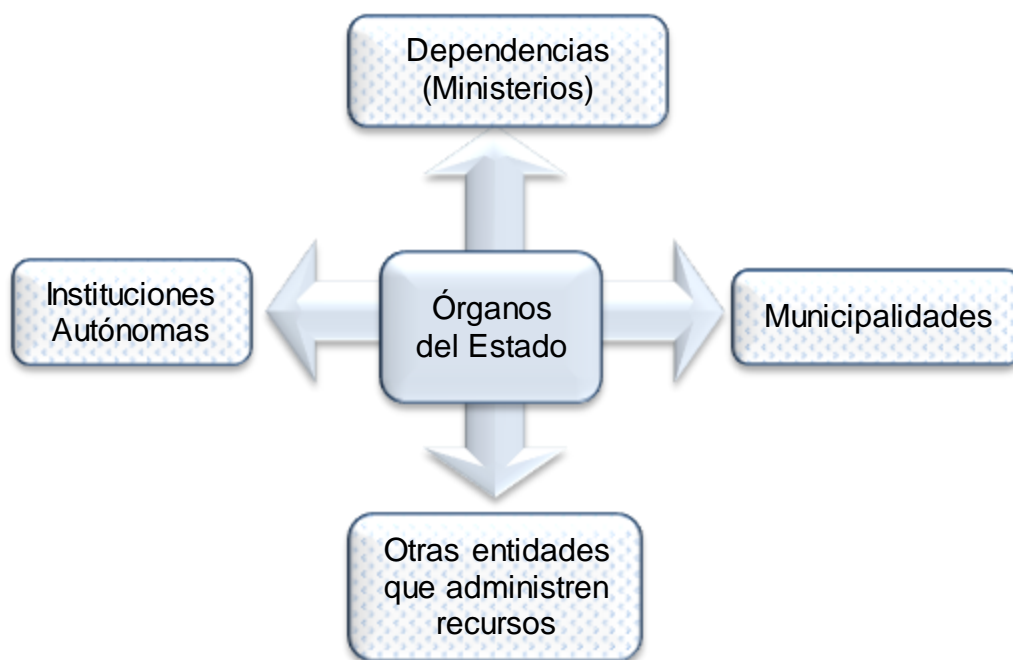 Dependencias
(Ministerios)
Instituciones
Autónomas
Órganos
del Estado
Municipalidades
Otras entidades
que administren
recursos